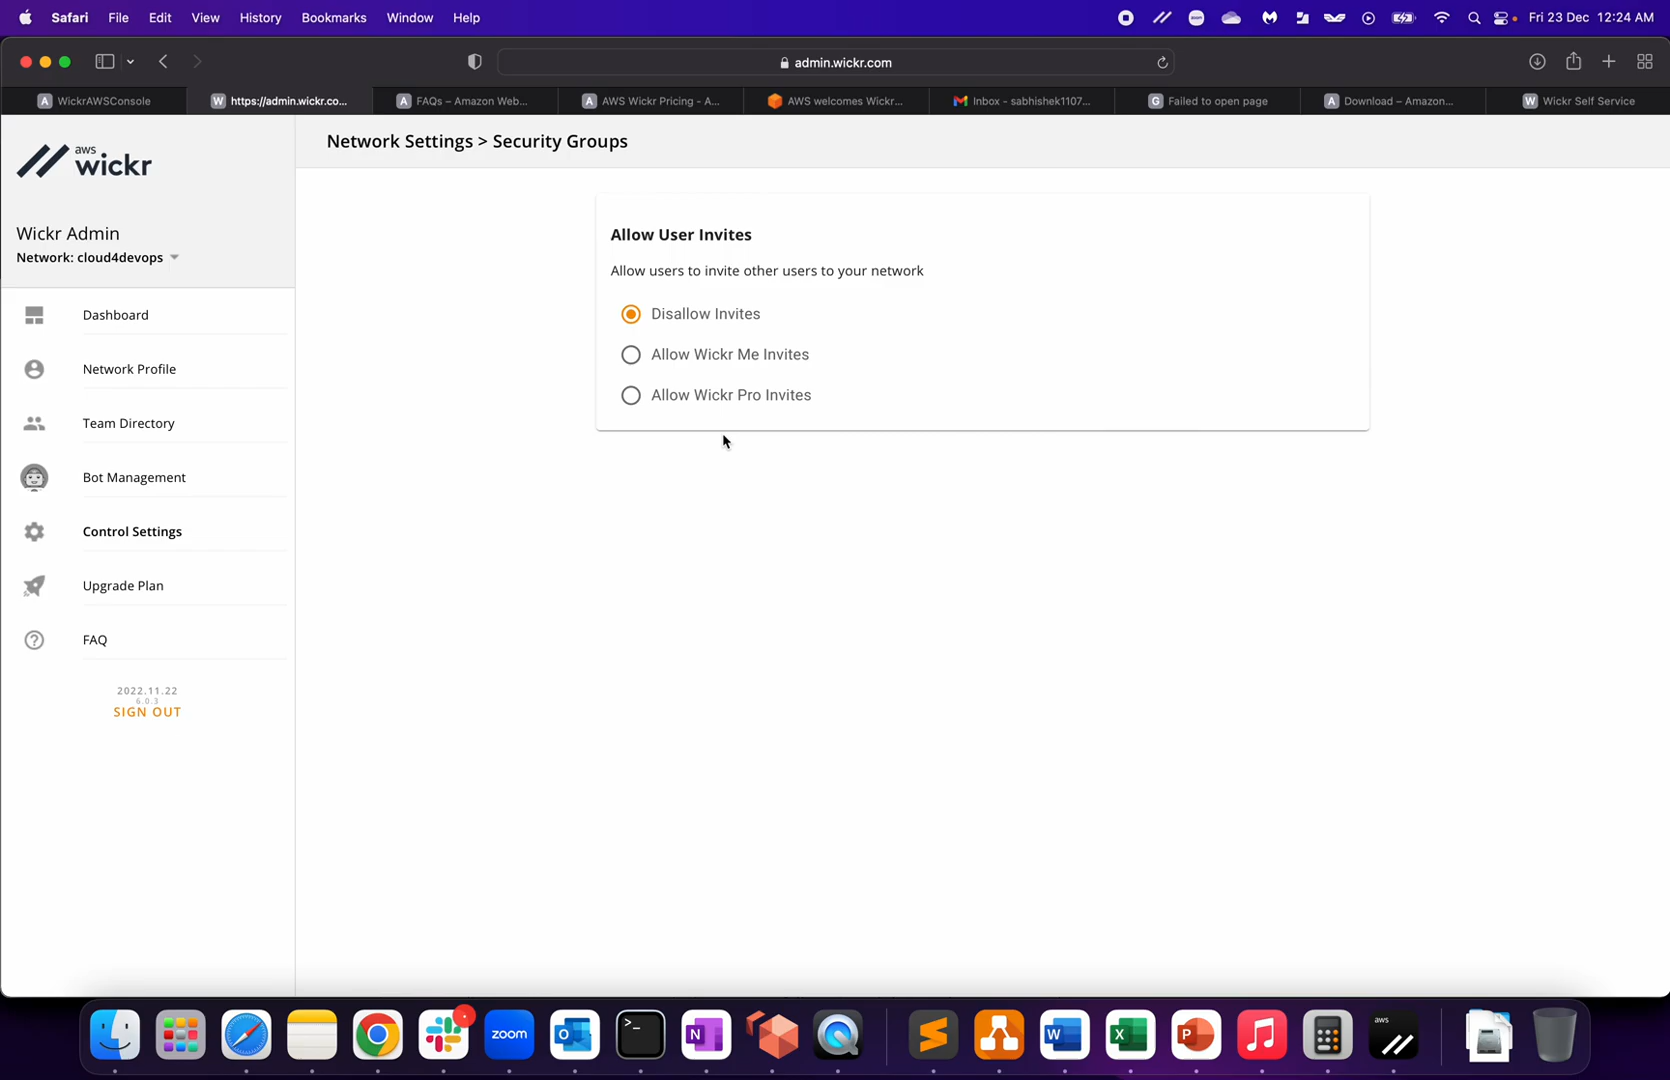 Safari File Edit View History Bookmarks Window Help Fri 23 Dec 12:24 AM
admin.wickr.com
A WickrAWSConsole W https://admin.wickr.co... A FAQs – Amazon Web... A AWS Wickr Pricing - A... AWS welcomes Wickr... Inbox - sabhishek1107... G Failed to open page A Download – Amazon... W Wickr Self Service
aws
wickr
Wickr Admin
Network: cloud4devops
Dashboard
Network Profile
Team Directory
Bot Management
Control Settings
Upgrade Plan
FAQ
2022.11.22
6.0.3
SIGN OUT
Network Settings > Security Groups
Allow User Invites
Allow users to invite other users to your network
Disallow Invites
Allow Wickr Me Invites
Allow Wickr Pro Invites
zoom
aws